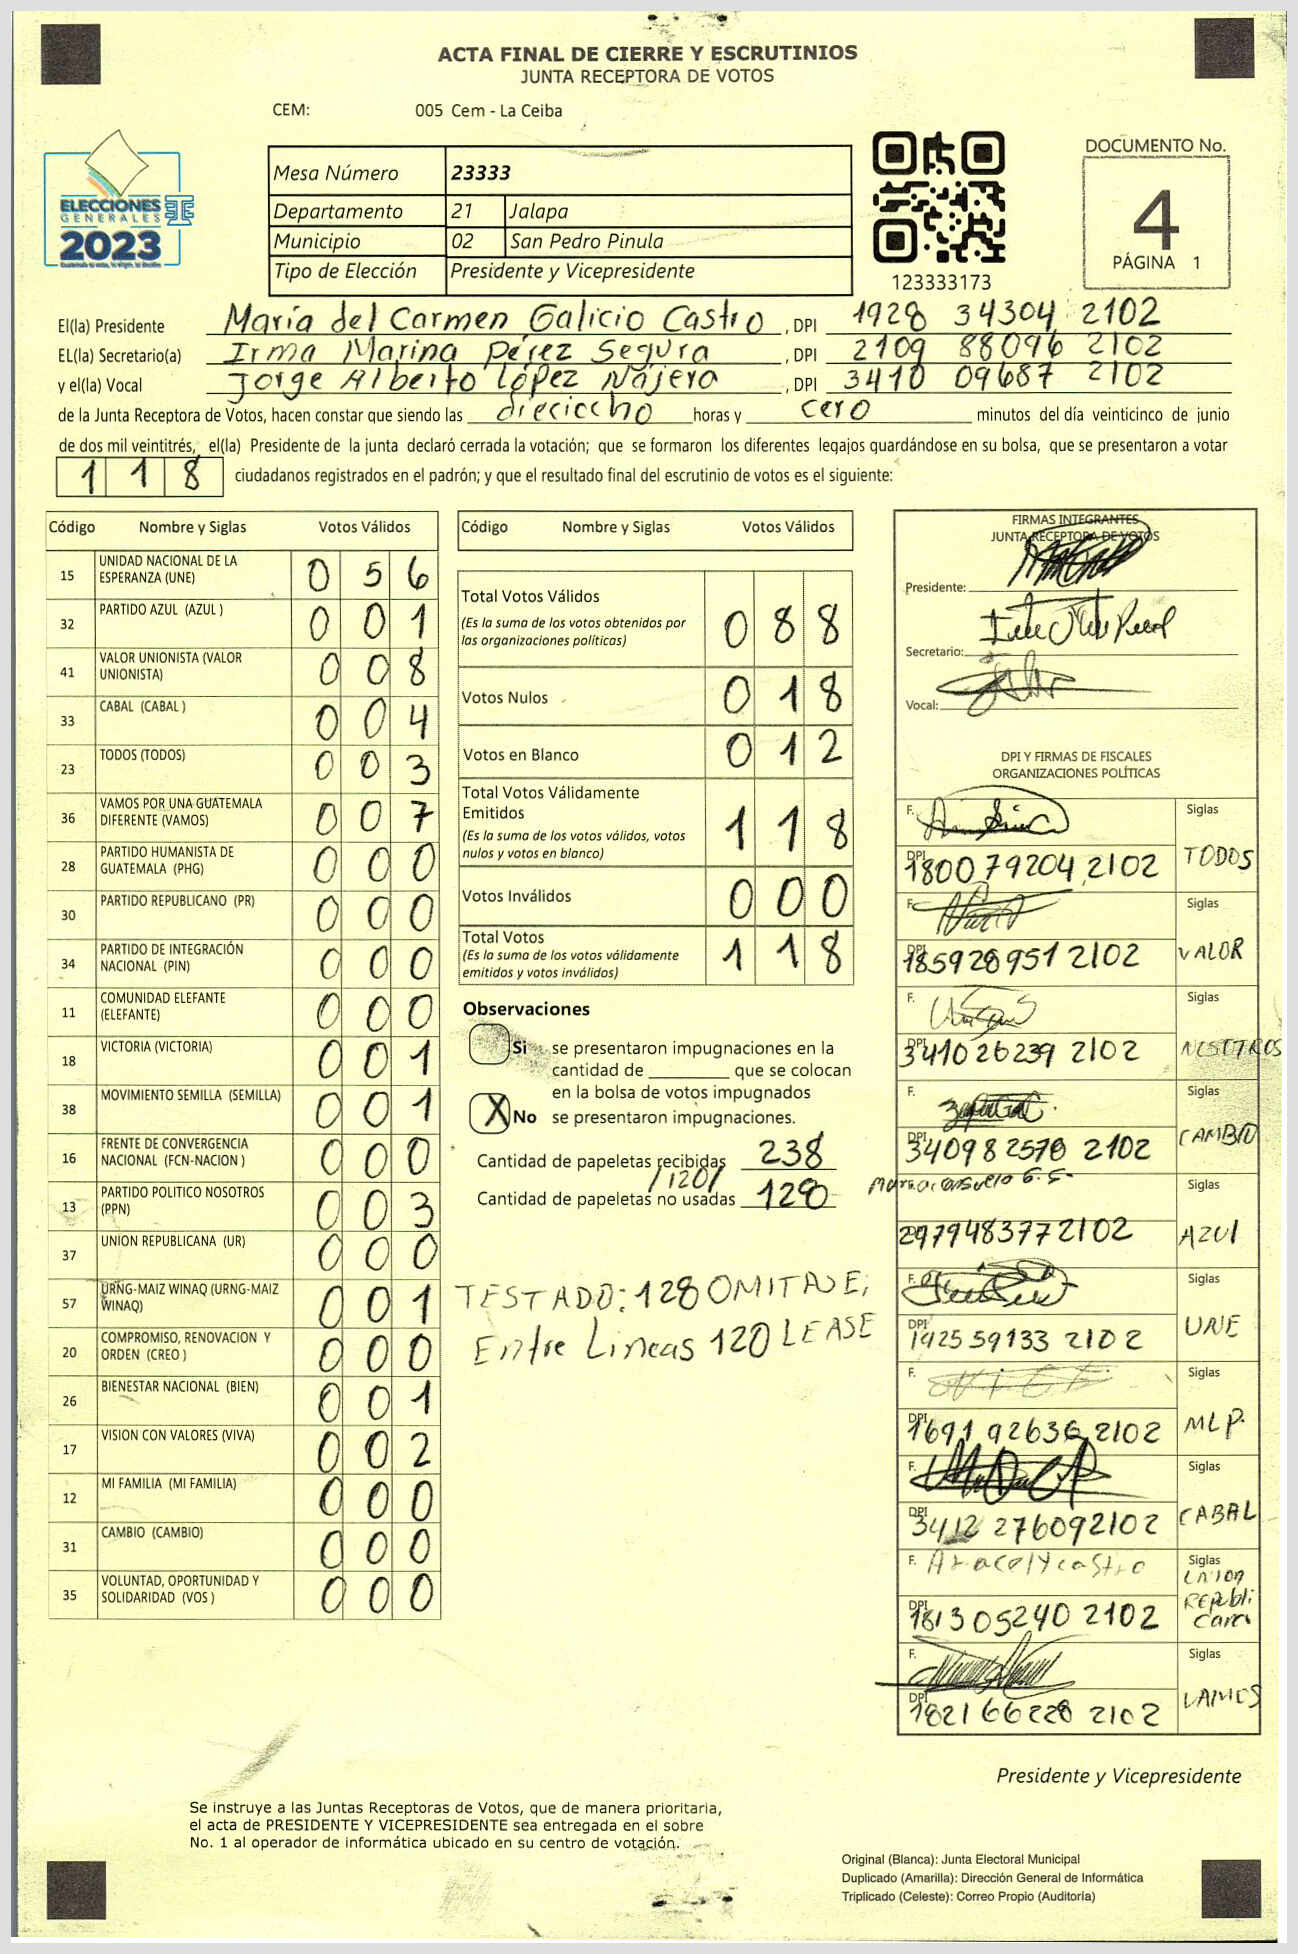 ACTA FINAL DE CIERRE Y ESCRUTINIOS
JUNTA RECEPTORA DE VOTOS
CEM: 005 Cem - La Ceiba
ELECCIONES
GENERALES
2023
Mesa Número 23333
Departamento 21 Jalapa
Municipio 02 San Pedro Pinula
Tipo de Elección Presidente y Vicepresidente
123333173
DOCUMENTO No.
4
PÁGINA 1
El(la) Presidente María del Carmen Galicio Castro, DPI 1928 34304 2102
EL(la) Secretario(a) Irma Marina Pérez Segura, DPI 2109 88096 2102
y el(la) Vocal Jorge Alberto López Nájera, DPI 3410 09687 2102
de la Junta Receptora de Votos, hacen constar que siendo las dieciocho horas y cero minutos del día veinticinco de junio
de dos mil veintitrés, el(la) Presidente de la junta declaró cerrada la votación; que se formaron los diferentes legajos guardándose en su bolsa, que se presentaron a votar
118 ciudadanos registrados en el padrón; y que el resultado final del escrutinio de votos es el siguiente:
Código Nombre y Siglas Votos Válidos
15 UNIDAD NACIONAL DE LA ESPERANZA (UNE) 0 5 6
32 PARTIDO AZUL (AZUL ) 0 0 1
41 VALOR UNIONISTA (VALOR UNIONISTA) 0 0 8
33 CABAL (CABAL ) 0 0 4
23 TODOS (TODOS) 0 0 3
36 VAMOS POR UNA GUATEMALA DIFERENTE (VAMOS) 0 0 7
28 PARTIDO HUMANISTA DE GUATEMALA (PHG) 0 0 0
30 PARTIDO REPUBLICANO (PR) 0 0 0
34 PARTIDO DE INTEGRACIÓN NACIONAL (PIN) 0 0 0
11 COMUNIDAD ELEFANTE (ELEFANTE) 0 0 0
18 VICTORIA (VICTORIA) 0 0 1
38 MOVIMIENTO SEMILLA (SEMILLA) 0 0 1
16 FRENTE DE CONVERGENCIA NACIONAL (FCN-NACION ) 0 0 0
13 PARTIDO POLITICO NOSOTROS (PPN) 0 0 3
37 UNION REPUBLICANA (UR) 0 0 0
57 URNG-MAIZ WINAQ (URNG-MAIZ WINAQ) 0 0 1
20 COMPROMISO, RENOVACION Y ORDEN (CREO ) 0 0 0
26 BIENESTAR NACIONAL (BIEN) 0 0 1
17 VISION CON VALORES (VIVA) 0 0 2
12 MI FAMILIA (MI FAMILIA) 0 0 0
31 CAMBIO (CAMBIO) 0 0 0
35 VOLUNTAD, OPORTUNIDAD Y SOLIDARIDAD (VOS ) 0 0 0
Código Nombre y Siglas Votos Válidos
Total Votos Válidos 0 8 8
(Es la suma de los votos obtenidos por
las organizaciones políticas)
Votos Nulos 0 1 8
Votos en Blanco 0 1 2
Total Votos Válidamente
Emitidos 1 1 8
(Es la suma de los votos válidos, votos
nulos y votos en blanco)
Votos Inválidos 0 0 0
Total Votos 1 1 8
(Es la suma de los votos válidamente
emitidos y votos inválidos)
Observaciones
Si se presentaron impugnaciones en la
cantidad de ________ que se colocan
en la bolsa de votos impugnados
X No se presentaron impugnaciones.
Cantidad de papeletas recibidas 238
/120/
Cantidad de papeletas no usadas 128
TESTADO: 128 OMITASE;
Entre Lineas 120 LEASE
FIRMAS INTEGRANTES
JUNTA RECEPTORA DE VOTOS
Presidente:
Secretario:
Vocal:
DPI Y FIRMAS DE FISCALES
ORGANIZACIONES POLÍTICAS
F. Siglas
DPI 1800 79204 2102 TODOS
F. Siglas
DPI 1859289512102 VALOR
F. Siglas
DPI 341026239 2102 NOSOTROS
F. Siglas
DPI 340982578 2102 CAMBIO
Siglas
2979483772102 AZUl
F. Siglas
DPI 192559133 2102 UNE
F. Siglas
DPI 1691 92636 2102 MLP.
F. Siglas
DPI 3412 276092102 CABAL
F. Aracelycastro Siglas
DPI 181305240 2102 Union Republi cana
F. Siglas
DPI 182166228 2102 VAMOS
Presidente y Vicepresidente
Se instruye a las Juntas Receptoras de Votos, que de manera prioritaria,
el acta de PRESIDENTE Y VICEPRESIDENTE sea entregada en el sobre
No. 1 al operador de informática ubicado en su centro de votación.
Original (Blanca): Junta Electoral Municipal
Duplicado (Amarilla): Dirección General de Informática
Triplicado (Celeste): Correo Propio (Auditoría)